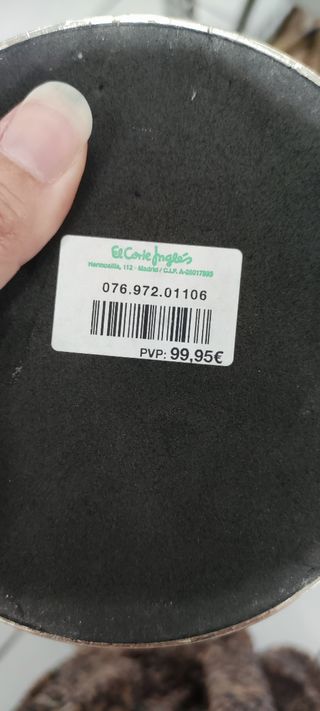 El Corte Inglés
Hermosilla, 112 - Madrid / C.I.F. A-28017895
076.972.01106
PVP: 99,95€